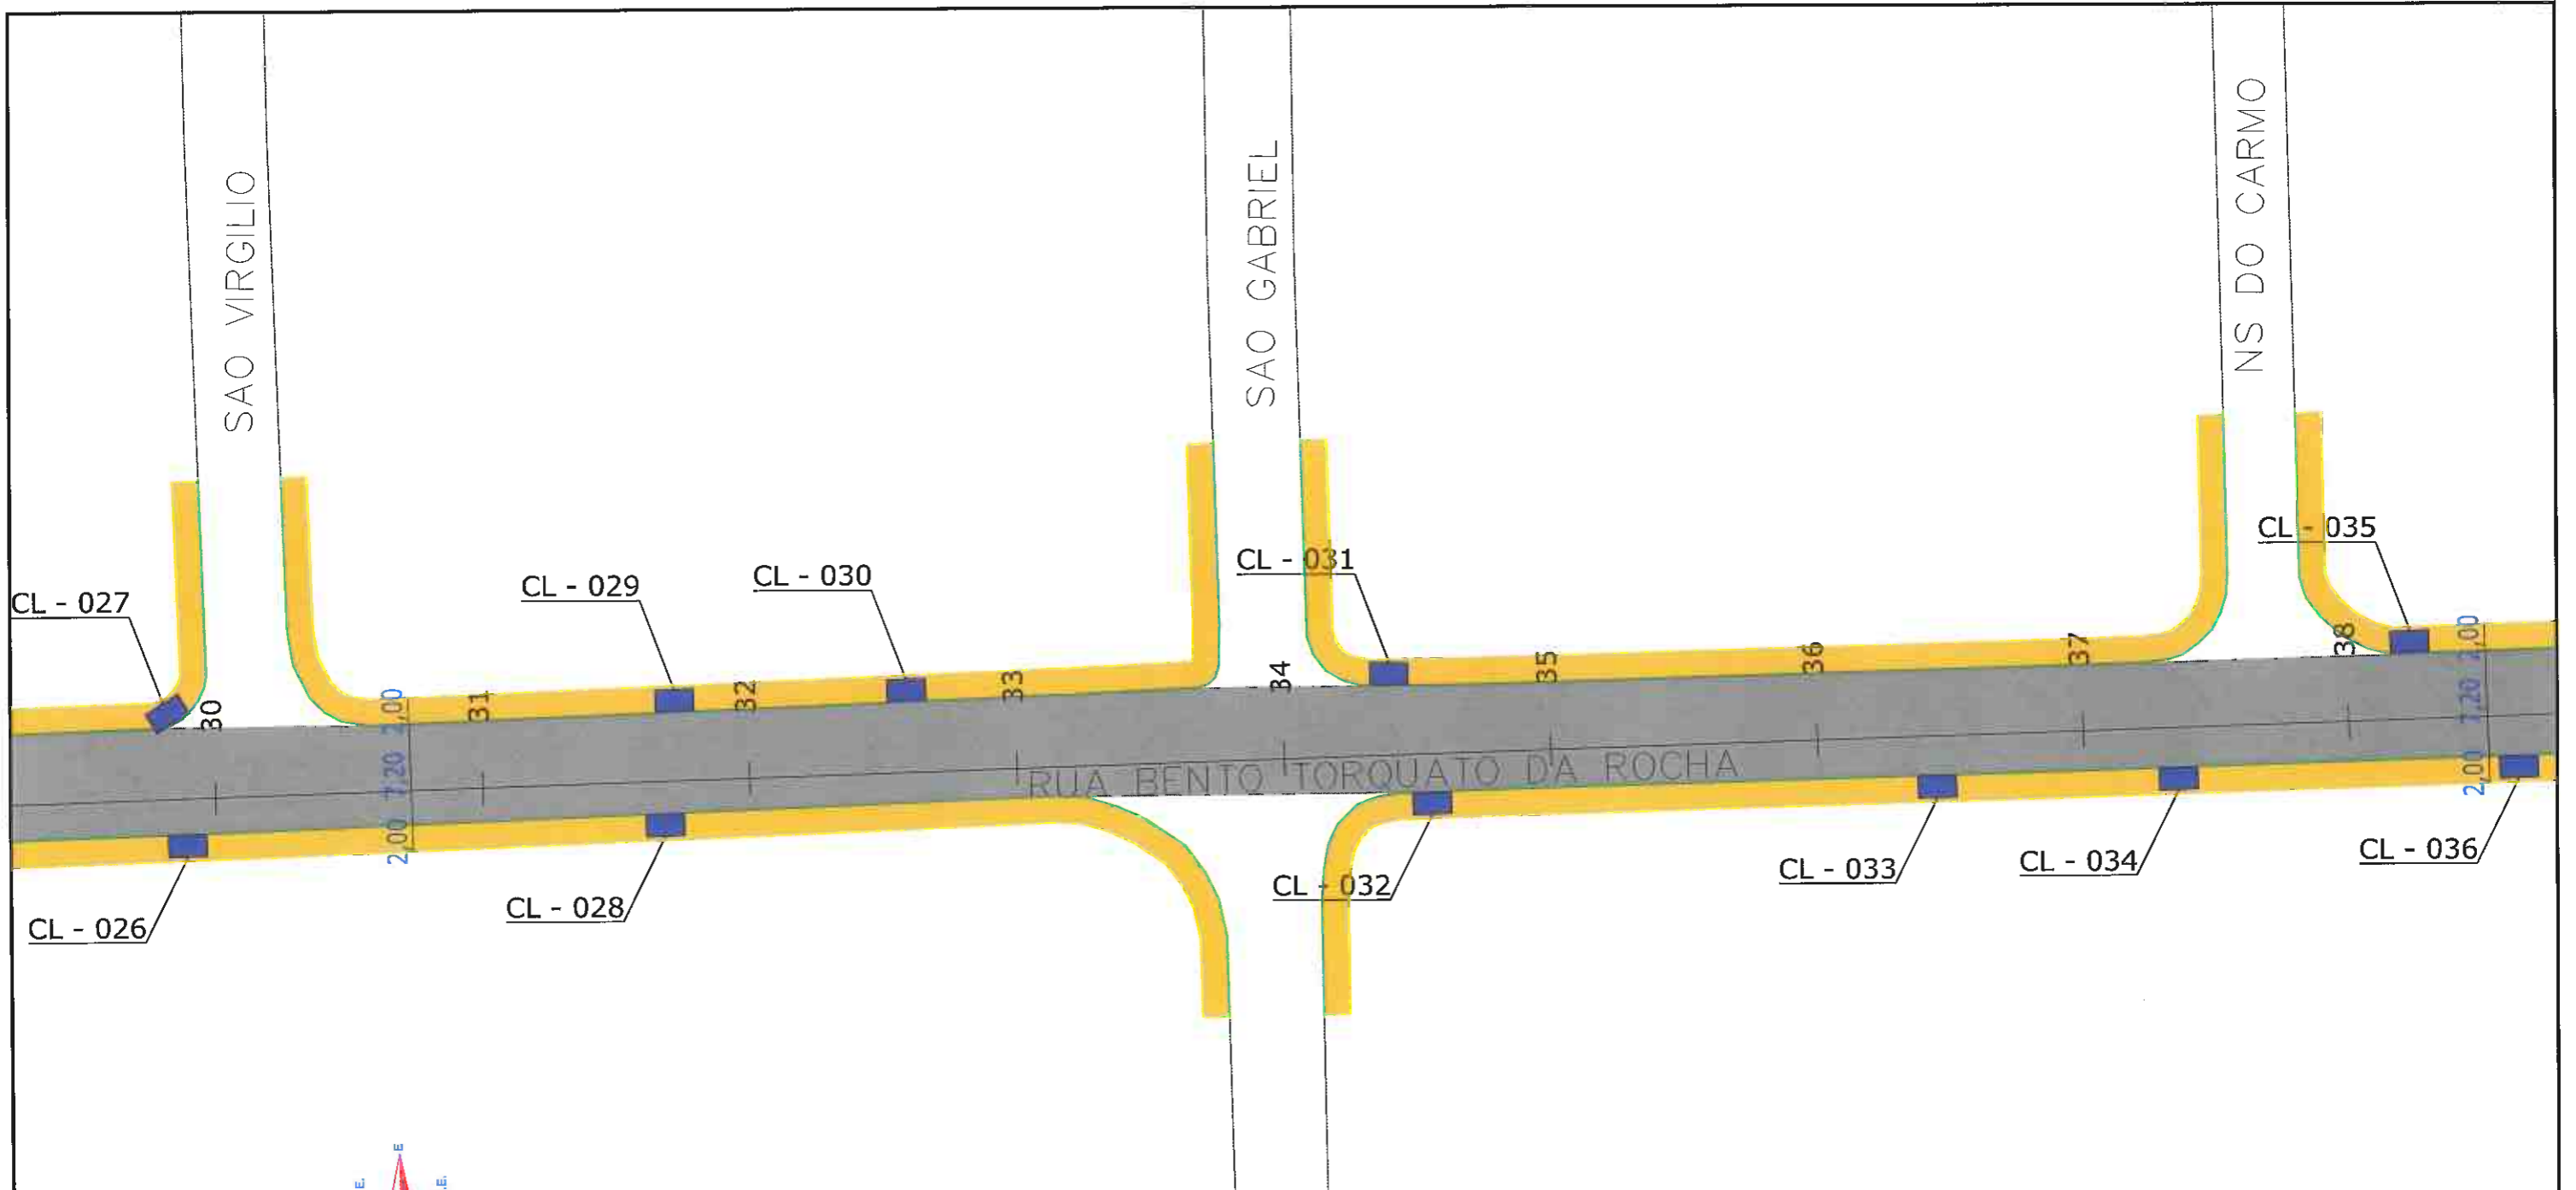 SAO VIRGILIO
SAO GABRIEL
NS DO CARMO
CL - 027
CL - 029
CL - 030
CL - 031
CL - 035
30
31
32
33
34
35
36
37
38
2,00
7,20
2,00
2,00
7,20
2,00
RUA BENTO TORQUATO DA ROCHA
CL - 026
CL - 028
CL - 032
CL - 033
CL - 034
CL - 036
E
E.
.E.